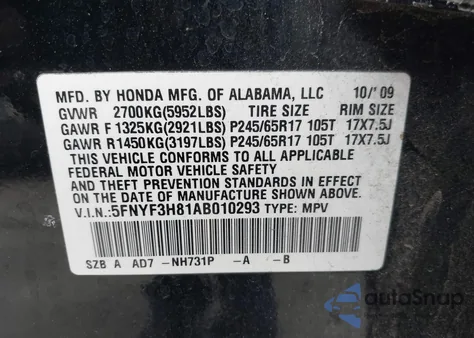 MFD. BY HONDA MFG. OF ALABAMA, LLC 10/'09
GVWR 2700KG(5952LBS) TIRE SIZE RIM SIZE
GAWR F 1325KG(2921LBS) P245/65R17 105T 17X7.5J
GAWR R 1450KG(3197LBS) P245/65R17 105T 17X7.5J
THIS VEHICLE CONFORMS TO ALL APPLICABLE
FEDERAL MOTOR VEHICLE SAFETY
AND THEFT PREVENTION STANDARDS IN EFFECT
ON THE DATE OF MANUFACTURE SHOWN ABOVE.
V.I.N.:5FNYF3H81AB010293 TYPE: MPV
SZB A AD7 -NH731P -A -B
autoSnap